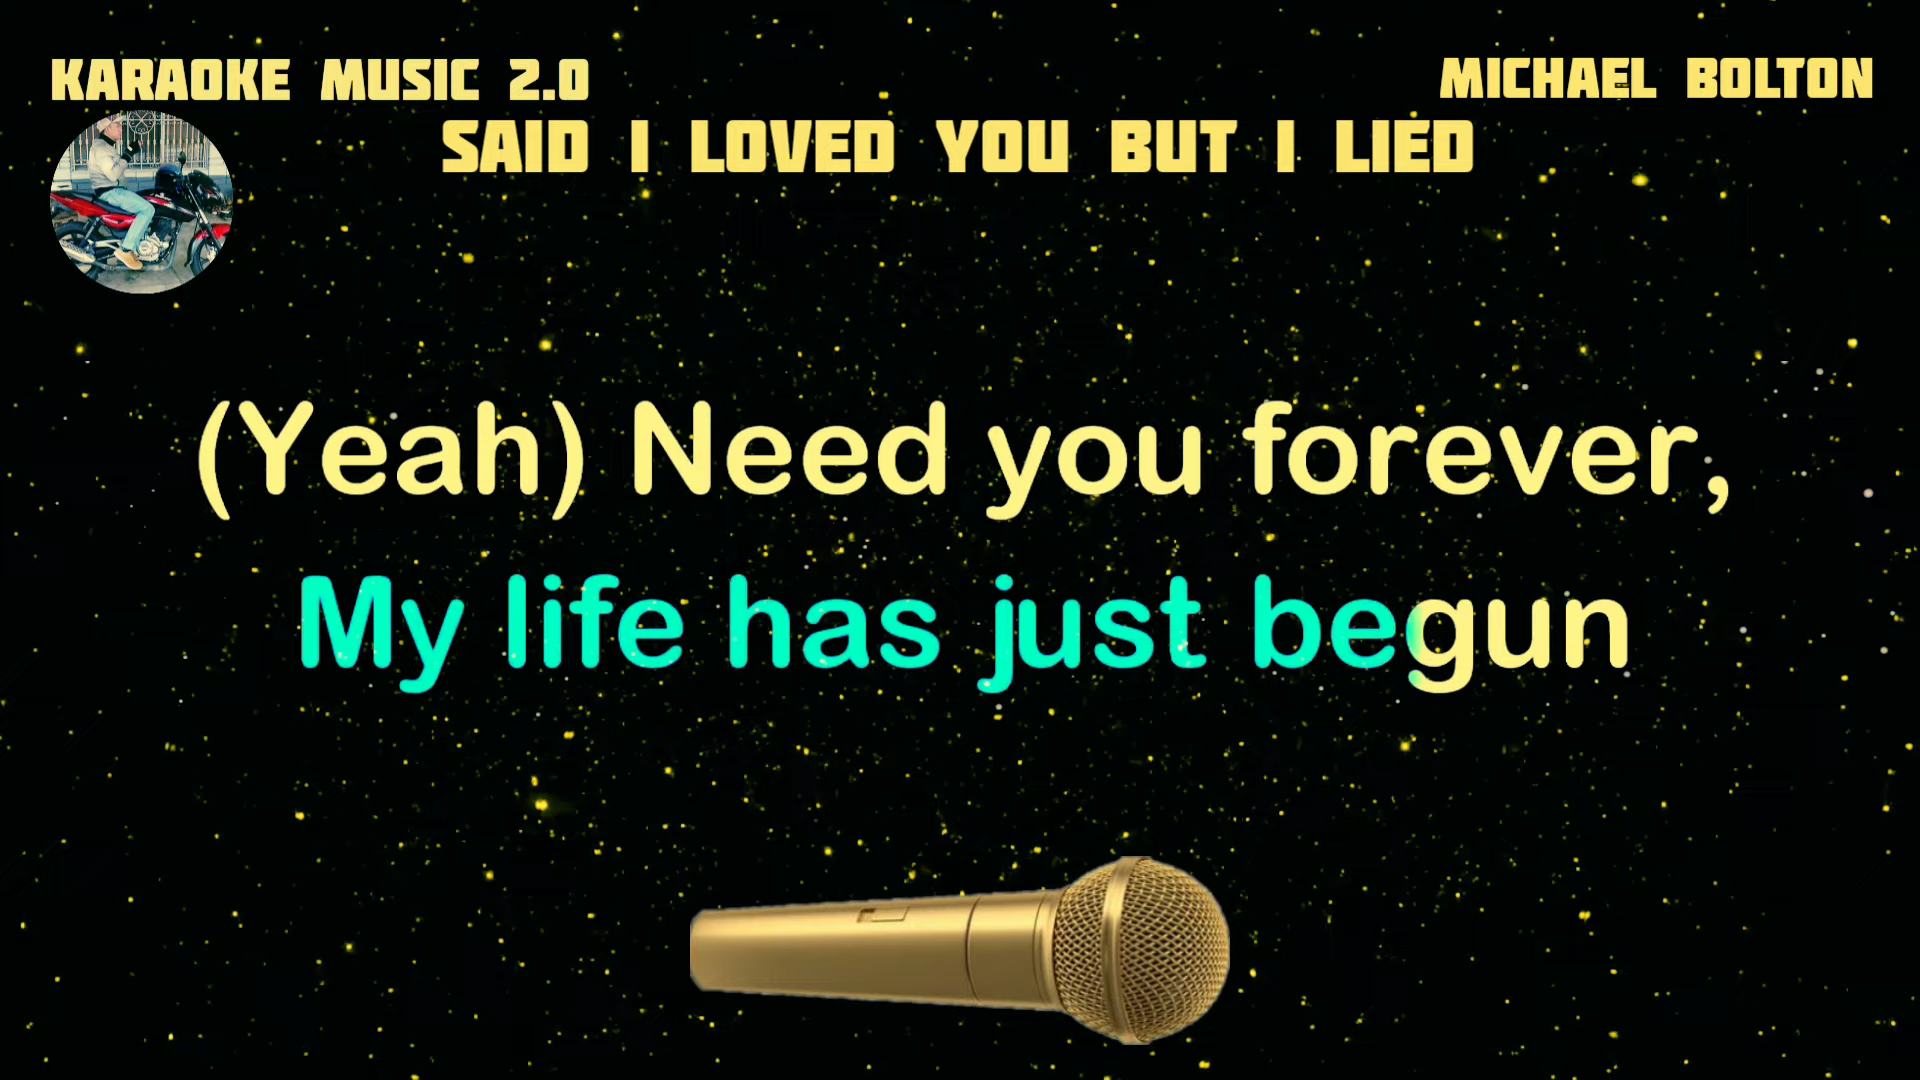 KARAOKE MUSIC 2.0
MICHAEL BOLTON
SAID I LOVED YOU BUT I LIED
(Yeah) Need you forever,
My life has just begun